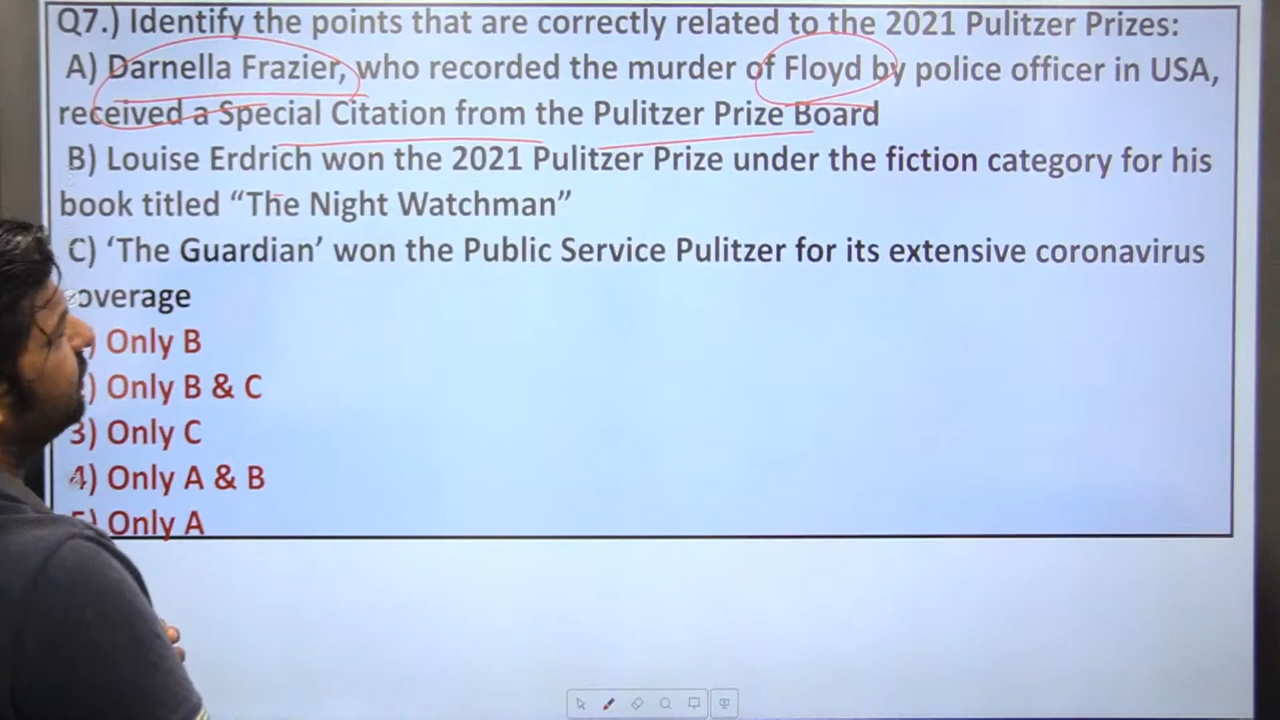 Q7.) Identify the points that are correctly related to the 2021 Pulitzer Prizes:
A) Darnella Frazier, who recorded the murder of Floyd by police officer in USA,
received a Special Citation from the Pulitzer Prize Board
B) Louise Erdrich won the 2021 Pulitzer Prize under the fiction category for his
book titled “The Night Watchman”
C) ‘The Guardian’ won the Public Service Pulitzer for its extensive coronavirus
overage
) Only B
) Only B & C
3) Only C
4) Only A & B
5) Only A